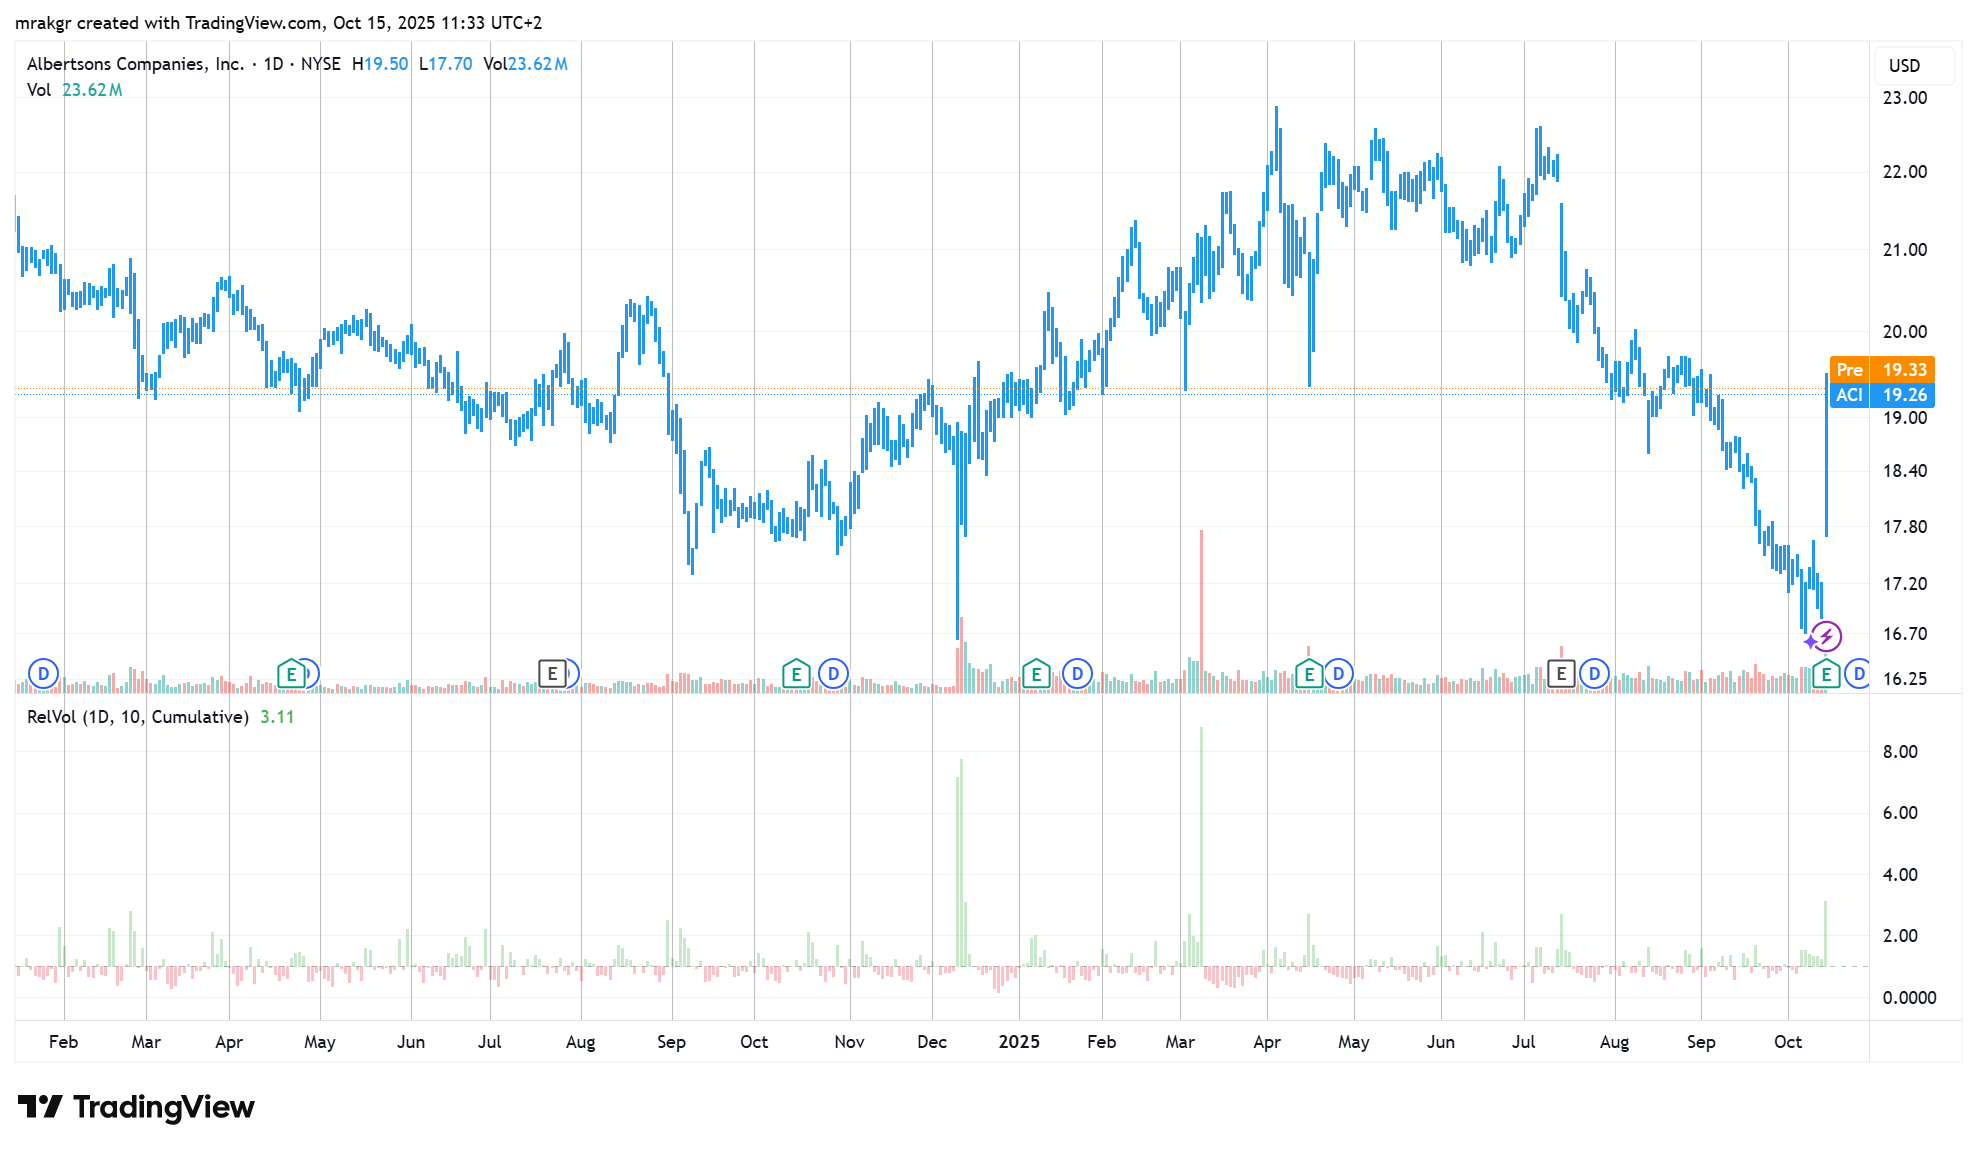 mrakgr created with TradingView.com, Oct 15, 2025 11:33 UTC+2
Albertsons Companies, Inc. · 1D · NYSE H19.50 L17.70 Vol23.62M
Vol 23.62M
USD
23.00
22.00
21.00
20.00
Pre 19.33
ACI 19.26
19.00
18.40
17.80
17.20
16.70
16.25
D E D E D E D E D E D E D E D
RelVol (1D, 10, Cumulative) 3.11
8.00
6.00
4.00
2.00
0.0000
Feb Mar Apr May Jun Jul Aug Sep Oct Nov Dec 2025 Feb Mar Apr May Jun Jul Aug Sep Oct
TradingView